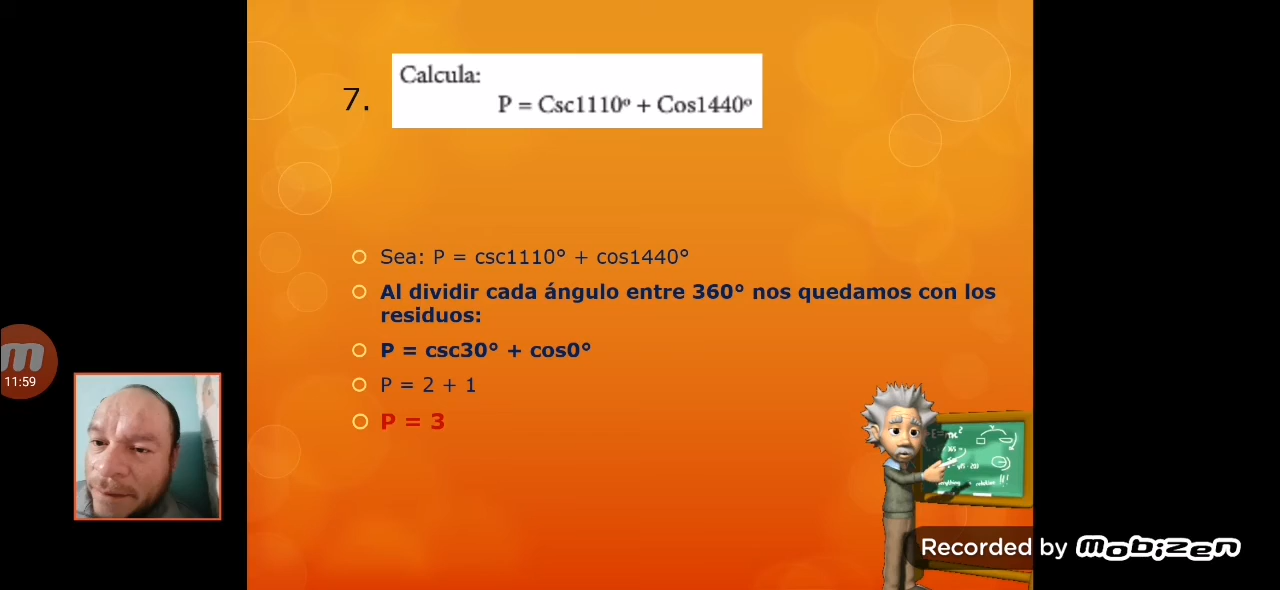 7.
Calcula:
P = Csc1110º + Cos1440º
Sea: P = csc1110° + cos1440°
Al dividir cada ángulo entre 360° nos quedamos con los
residuos:
P = csc30° + cos0°
P = 2 + 1
P = 3
m
11:59
Recorded by mobizen